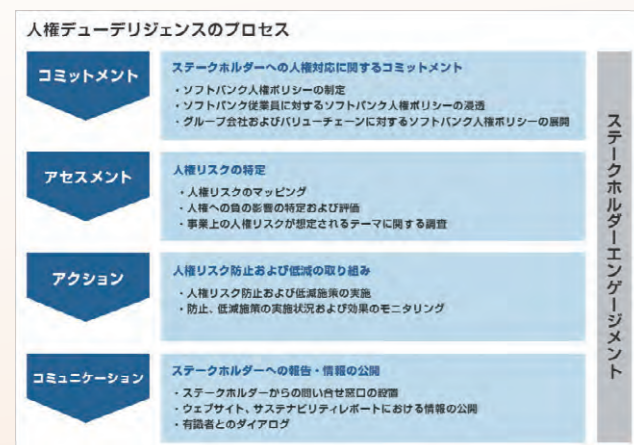 人権デューデリジェンスのプロセス
コミットメント
ステークホルダーへの人権対応に関するコミットメント
・ソフトバンク人権ポリシーの制定
・ソフトバンク従業員に対するソフトバンク人権ポリシーの浸透
・グループ会社およびバリューチェーンに対するソフトバンク人権ポリシーの展開
アセスメント
人権リスクの特定
・人権リスクのマッピング
・人権への負の影響の特定および評価
・事業上の人権リスクが想定されるテーマに関する調査
アクション
人権リスク防止および低減の取り組み
・人権リスク防止および低減施策の実施
・防止、低減施策の実施状況および効果のモニタリング
コミュニケーション
ステークホルダーへの報告・情報の公開
・ステークホルダーからの問い合せ窓口の設置
・ウェブサイト、サステナビリティレポートにおける情報の公開
・有識者とのダイアログ
ステークホルダーエンゲージメント